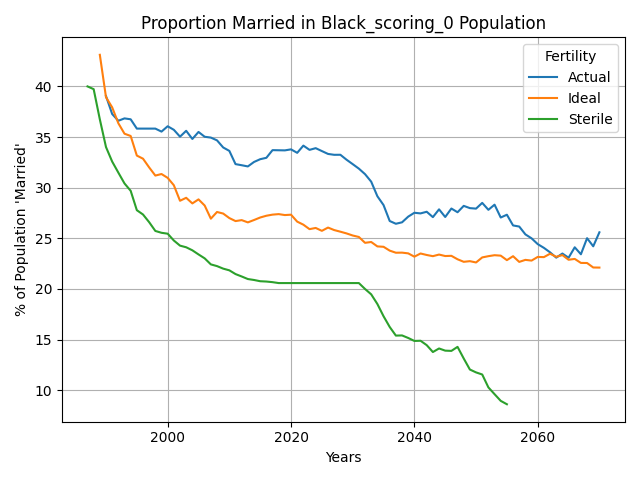 Proportion Married in Black_scoring_0 Population
Fertility
Actual
Ideal
Sterile
% of Population 'Married'
40
35
30
25
20
15
10
2000
2020
2040
2060
Years